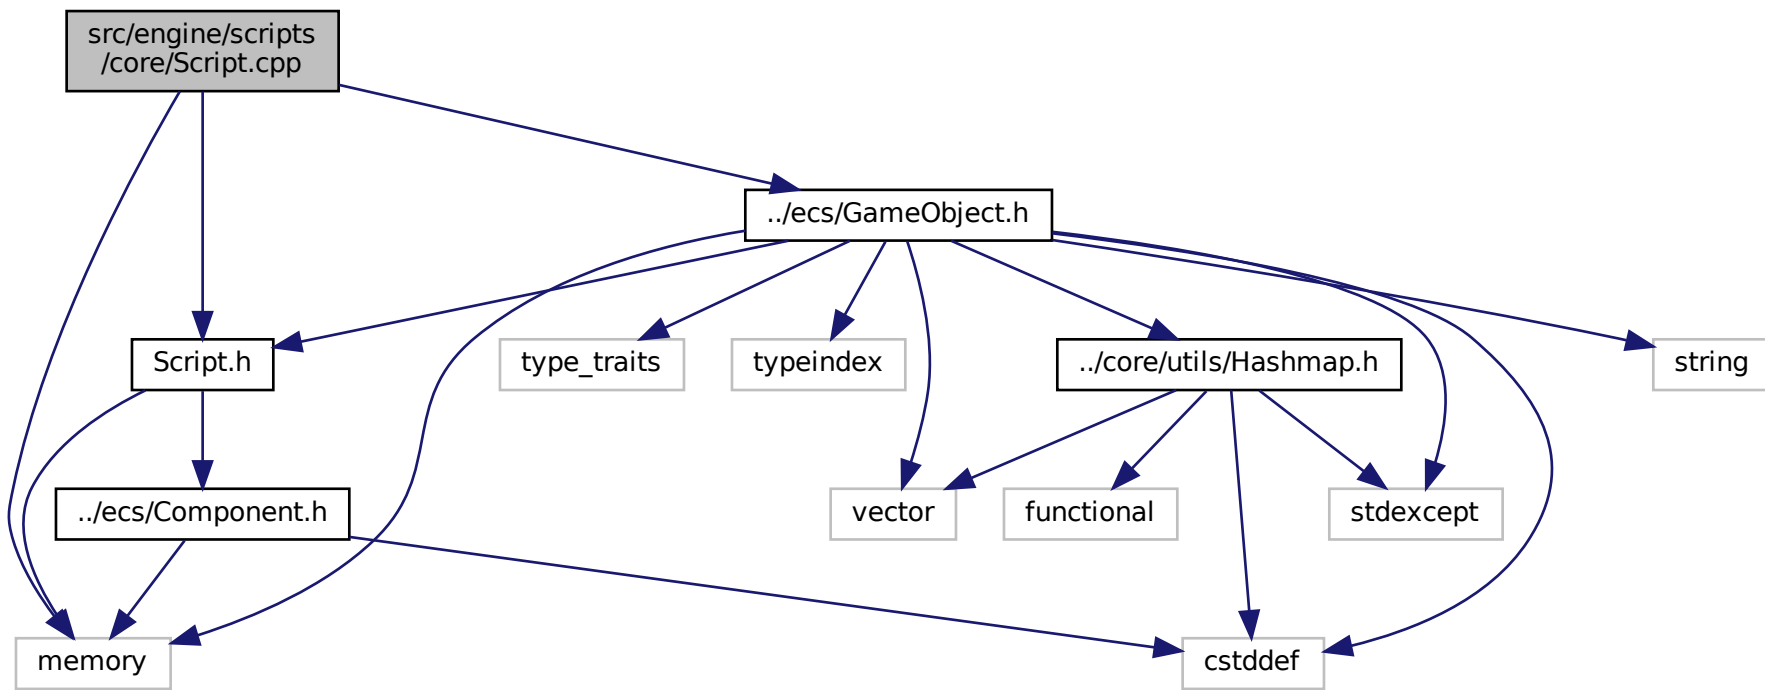 src/engine/scripts
/core/Script.cpp
../ecs/GameObject.h
Script.h
type_traits
typeindex
../core/utils/Hashmap.h
string
../ecs/Component.h
vector
functional
stdexcept
memory
cstddef